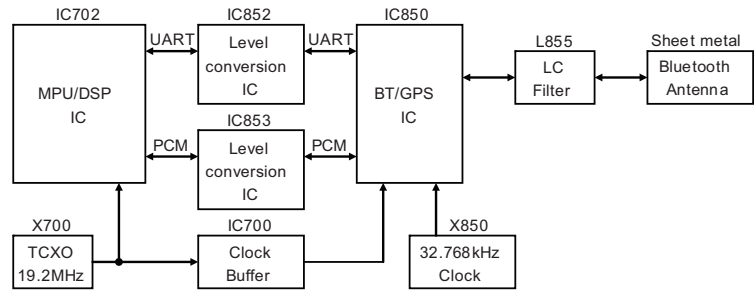 IC702
IC852
IC850
L855
Sheet metal
UART
Level
conversion
IC
UART
MPU/DSP
IC
BT/GPS
IC
LC
Filter
Bluetooth
Antenna
IC853
PCM
Level
conversion
IC
PCM
X700
IC700
X850
TCXO
19.2MHz
Clock
Buffer
32.768kHz
Clock